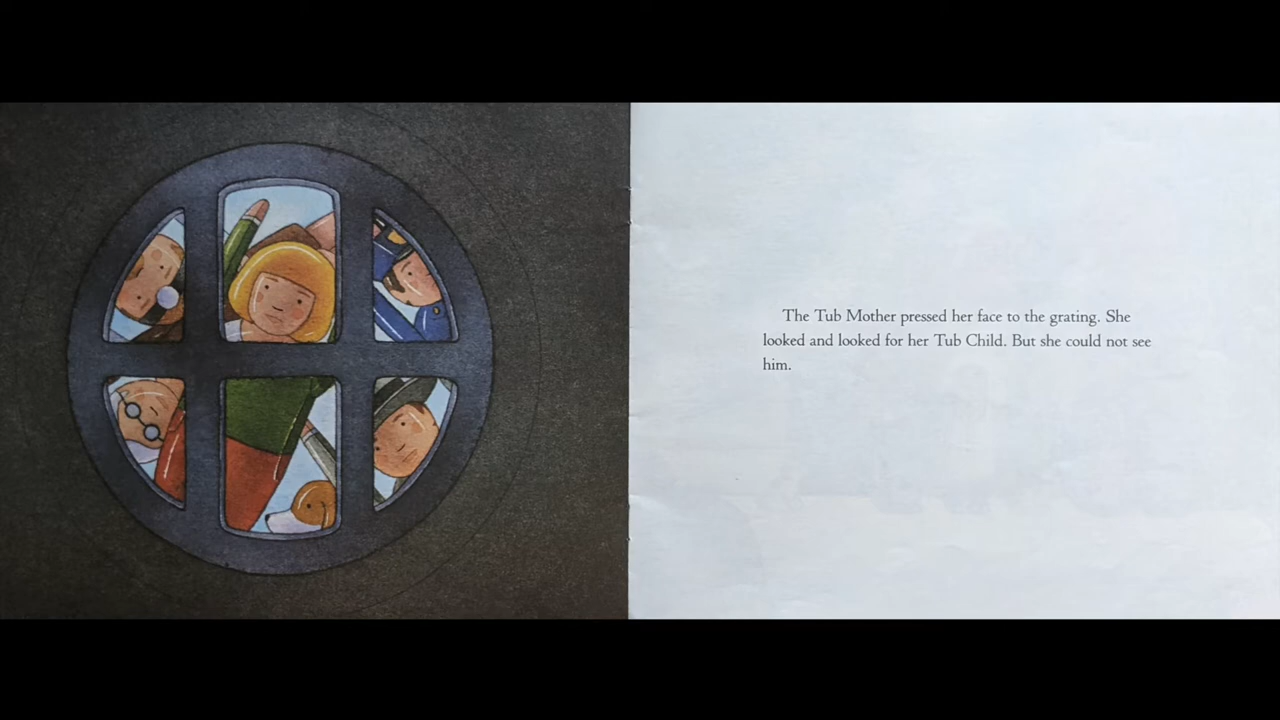 The Tub Mother pressed her face to the grating. She
looked and looked for her Tub Child. But she could not see
him.